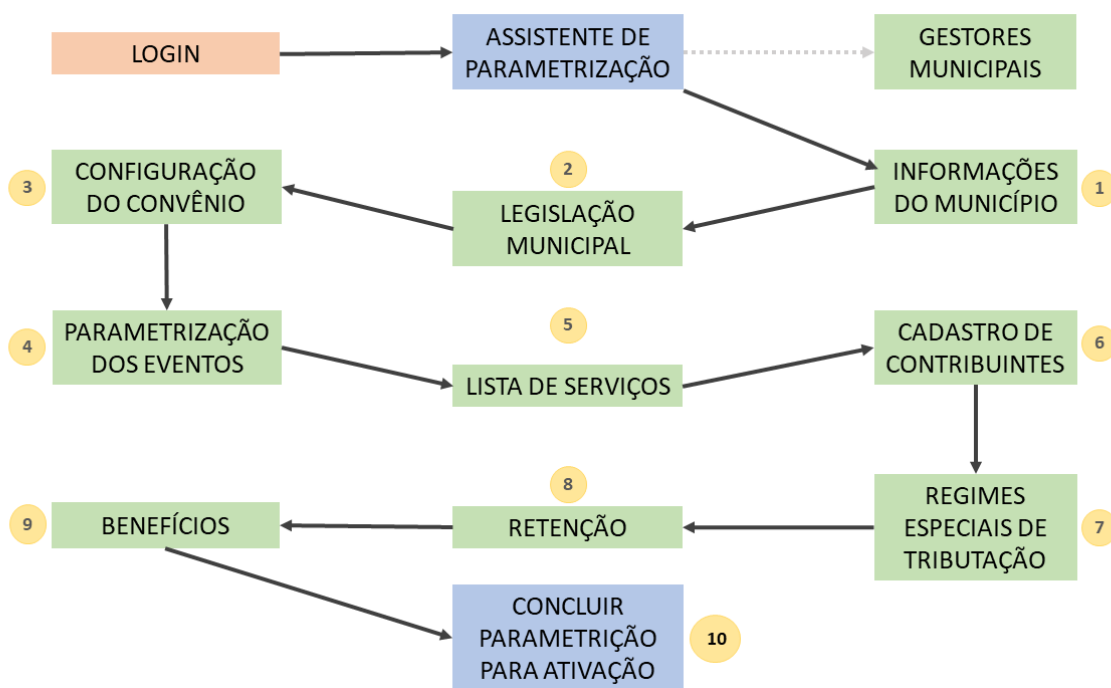 LOGIN
ASSISTENTE DE
PARAMETRIZAÇÃO
GESTORES
MUNICIPAIS
INFORMAÇÕES
DO MUNICÍPIO
1
2
LEGISLAÇÃO
MUNICIPAL
3
CONFIGURAÇÃO
DO CONVÊNIO
4
PARAMETRIZAÇÃO
DOS EVENTOS
5
LISTA DE SERVIÇOS
CADASTRO DE
CONTRIBUINTES
6
REGIMES
ESPECIAIS DE
TRIBUTAÇÃO
7
8
RETENÇÃO
9
BENEFÍCIOS
CONCLUIR
PARAMETRIÇÃO
PARA ATIVAÇÃO
10